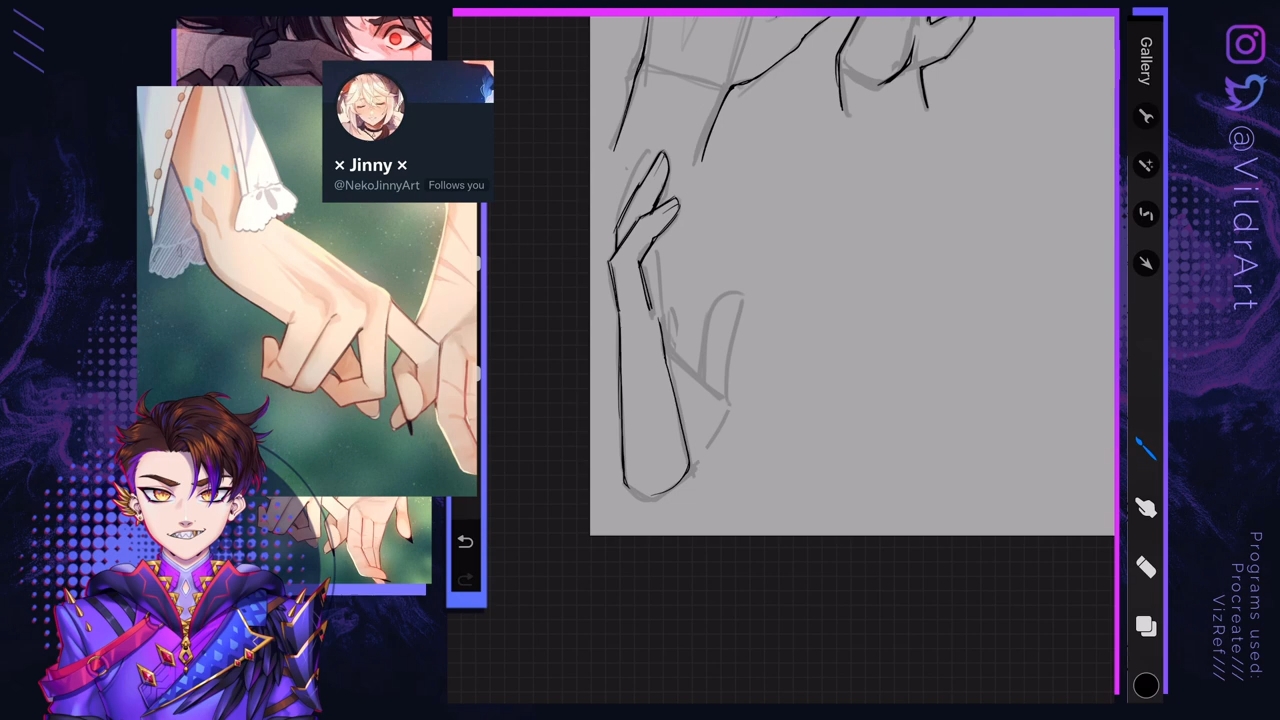 × Jinny ×
@NekoJinnyArt Follows you
Gallery
@VildrArt
Programs used:
Procreate///
VizRef///